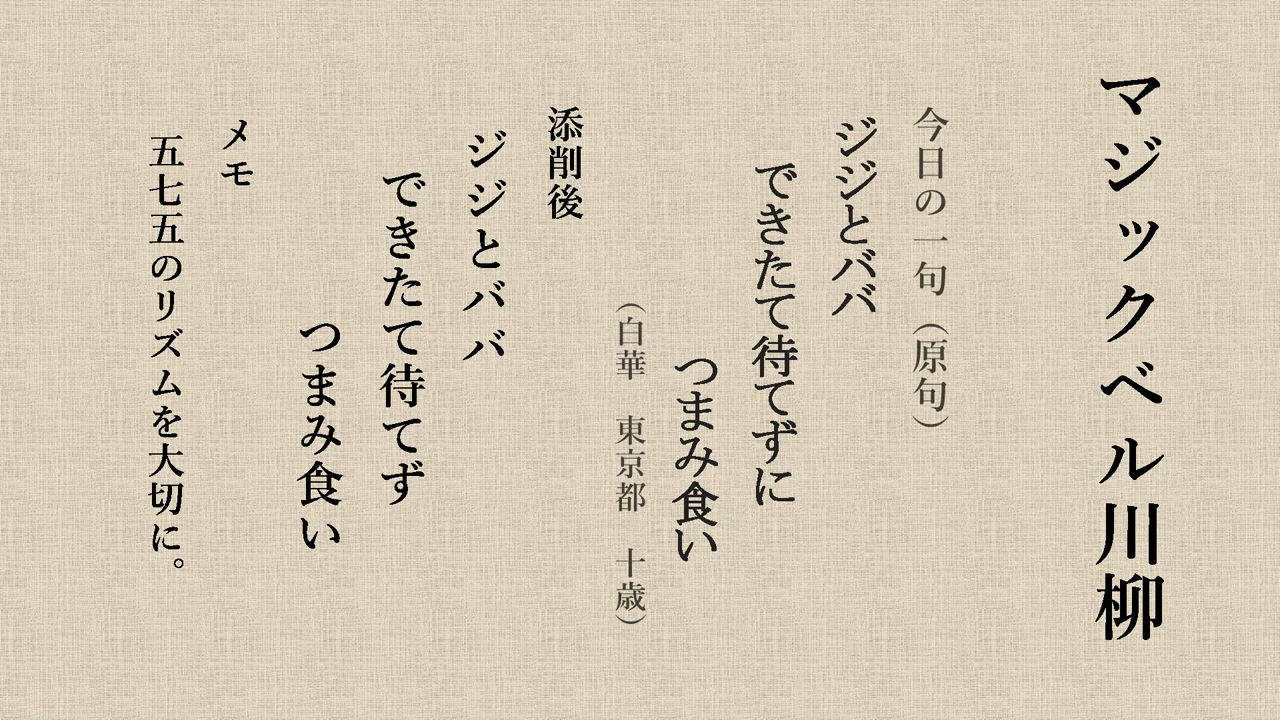 マジックベル川柳
今日の一句（原句）
ジジとババ
できたて待てずに
つまみ食い
（白華　東京都　十歳）
添削後
ジジとババ
できたて待てず
つまみ食い
メモ
五七五のリズムを大切に。